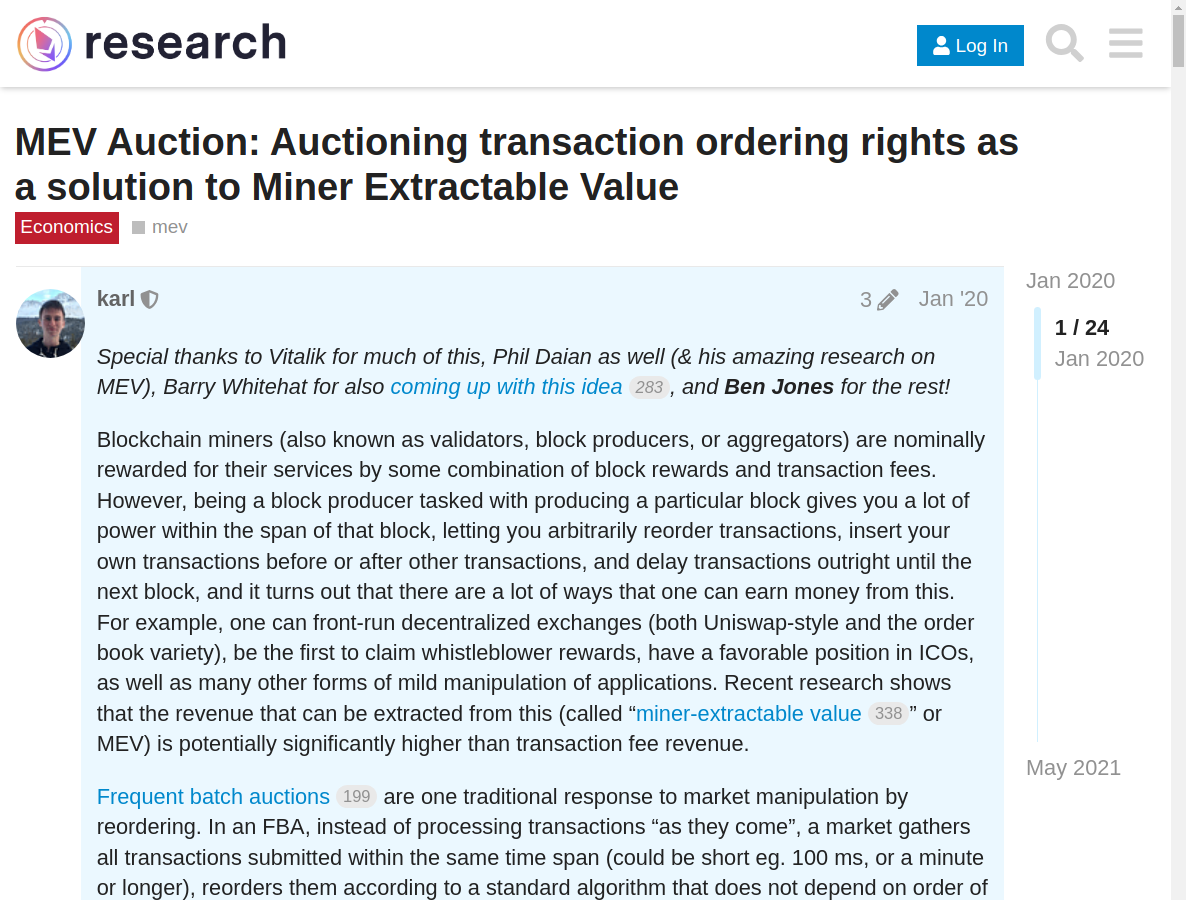 research
Log In
MEV Auction: Auctioning transaction ordering rights as
a solution to Miner Extractable Value
Economics mev
karl 3 Jan '20
Special thanks to Vitalik for much of this, Phil Daian as well (& his amazing research on
MEV), Barry Whitehat for also coming up with this idea 283, and Ben Jones for the rest!
Blockchain miners (also known as validators, block producers, or aggregators) are nominally
rewarded for their services by some combination of block rewards and transaction fees.
However, being a block producer tasked with producing a particular block gives you a lot of
power within the span of that block, letting you arbitrarily reorder transactions, insert your
own transactions before or after other transactions, and delay transactions outright until the
next block, and it turns out that there are a lot of ways that one can earn money from this.
For example, one can front-run decentralized exchanges (both Uniswap-style and the order
book variety), be the first to claim whistleblower rewards, have a favorable position in ICOs,
as well as many other forms of mild manipulation of applications. Recent research shows
that the revenue that can be extracted from this (called “miner-extractable value 338” or
MEV) is potentially significantly higher than transaction fee revenue.
Frequent batch auctions 199 are one traditional response to market manipulation by
reordering. In an FBA, instead of processing transactions “as they come”, a market gathers
all transactions submitted within the same time span (could be short eg. 100 ms, or a minute
or longer), reorders them according to a standard algorithm that does not depend on order of
Jan 2020
1 / 24
Jan 2020
May 2021